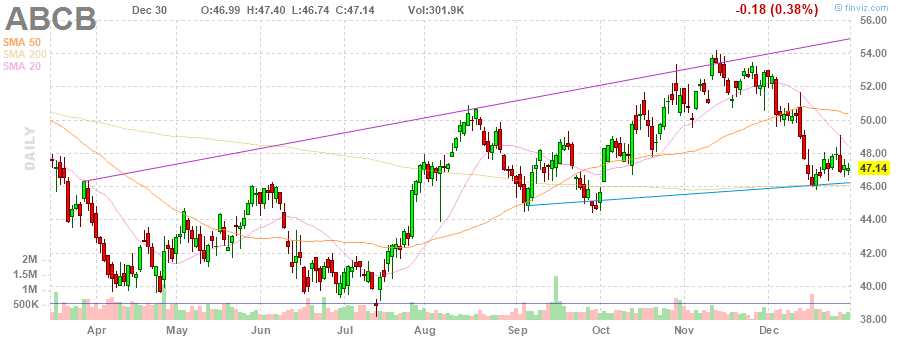 ABCB
Dec 30 O:46.99 H:47.40 L:46.74 C:47.14 Vol:301.9K
-0.18 (0.38%)
© finviz.com
SMA 50
SMA 200
SMA 20
DAILY
56.00
54.00
52.00
50.00
48.00
47.14
46.00
44.00
42.00
40.00
38.00
2M
1.5M
1M
500K
Apr May Jun Jul Aug Sep Oct Nov Dec